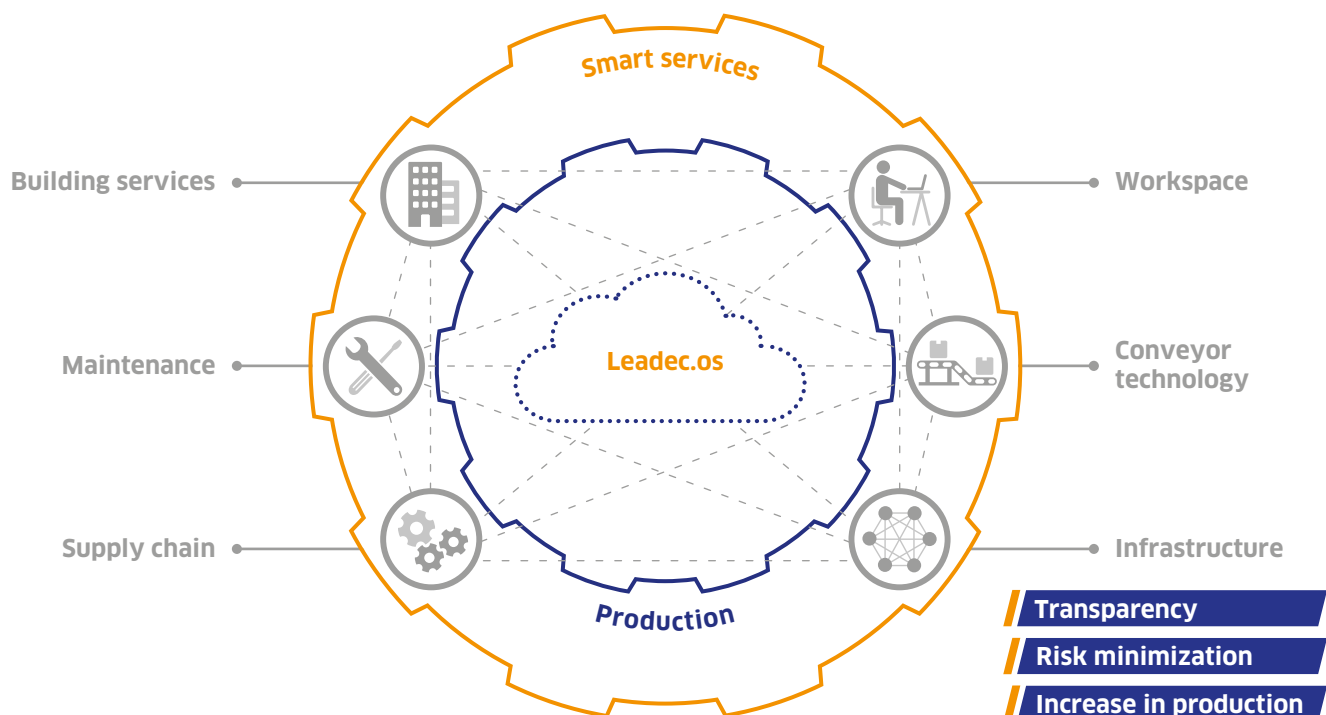 Smart services
Building services
Workspace
Maintenance
Leadec.os
Conveyor
technology
Supply chain
Infrastructure
Production
Transparency
Risk minimization
Increase in production